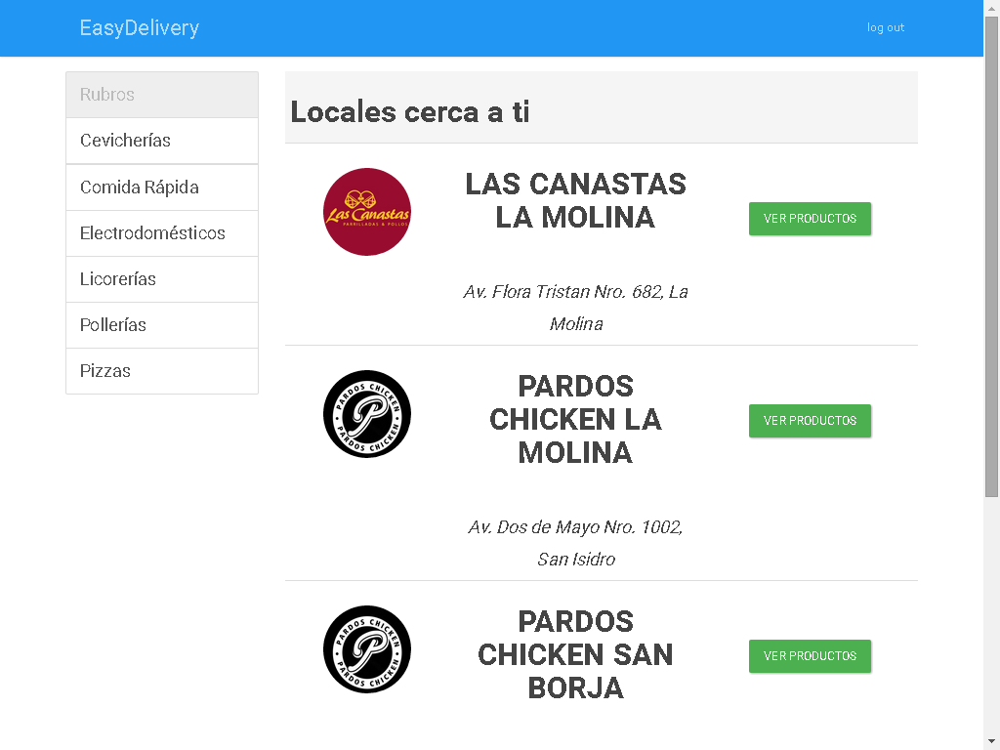 EasyDelivery
log out
Rubros
Cevicherías
Comida Rápida
Electrodomésticos
Licorerías
Pollerías
Pizzas
Locales cerca a ti
Las Canastas
PARRILLADAS & POLLOS
LAS CANASTAS
LA MOLINA
VER PRODUCTOS
Av. Flora Tristan Nro. 682, La
Molina
PARDOS CHICKEN
P
PARDOS CHICKEN
PARDOS
CHICKEN LA
MOLINA
VER PRODUCTOS
Av. Dos de Mayo Nro. 1002,
San Isidro
PARDOS CHICKEN
P
PARDOS CHICKEN
PARDOS
CHICKEN SAN
BORJA
VER PRODUCTOS